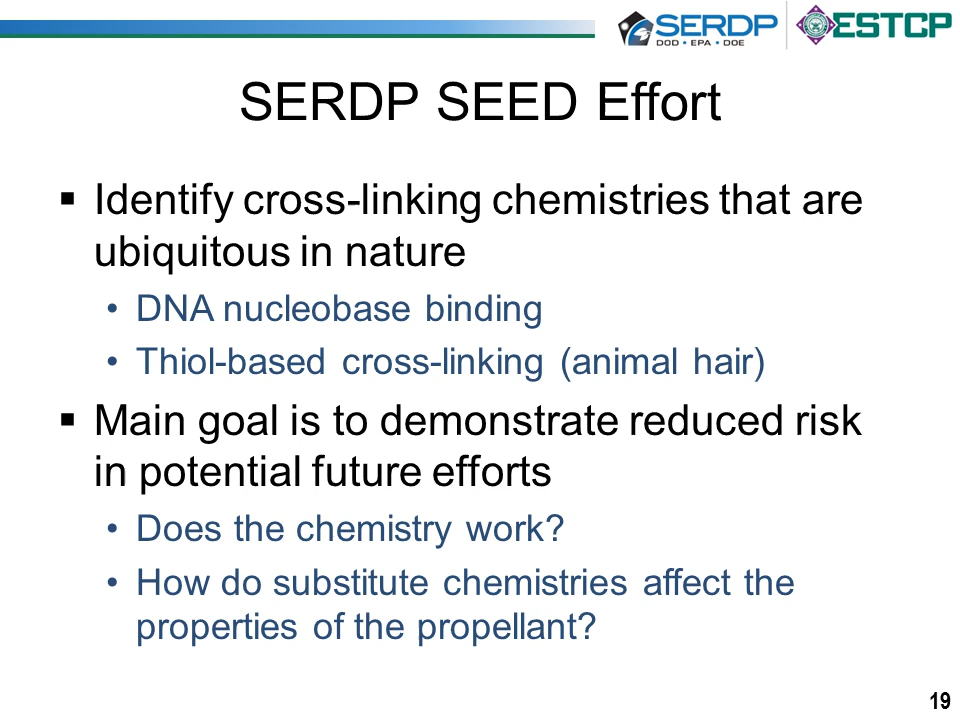 SERDP
DOD • EPA • DOE
ESTCP
SERDP SEED Effort
▪ Identify cross-linking chemistries that are
ubiquitous in nature
• DNA nucleobase binding
• Thiol-based cross-linking (animal hair)
▪ Main goal is to demonstrate reduced risk
in potential future efforts
• Does the chemistry work?
• How do substitute chemistries affect the
properties of the propellant?
19